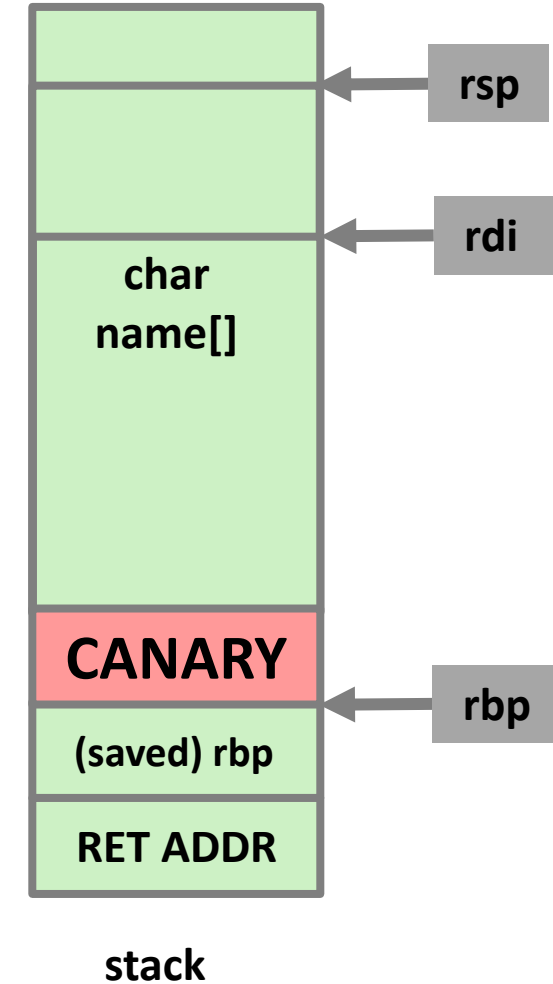 rsp
rdi
char
name[]
CANARY
rbp
(saved) rbp
RET ADDR
stack